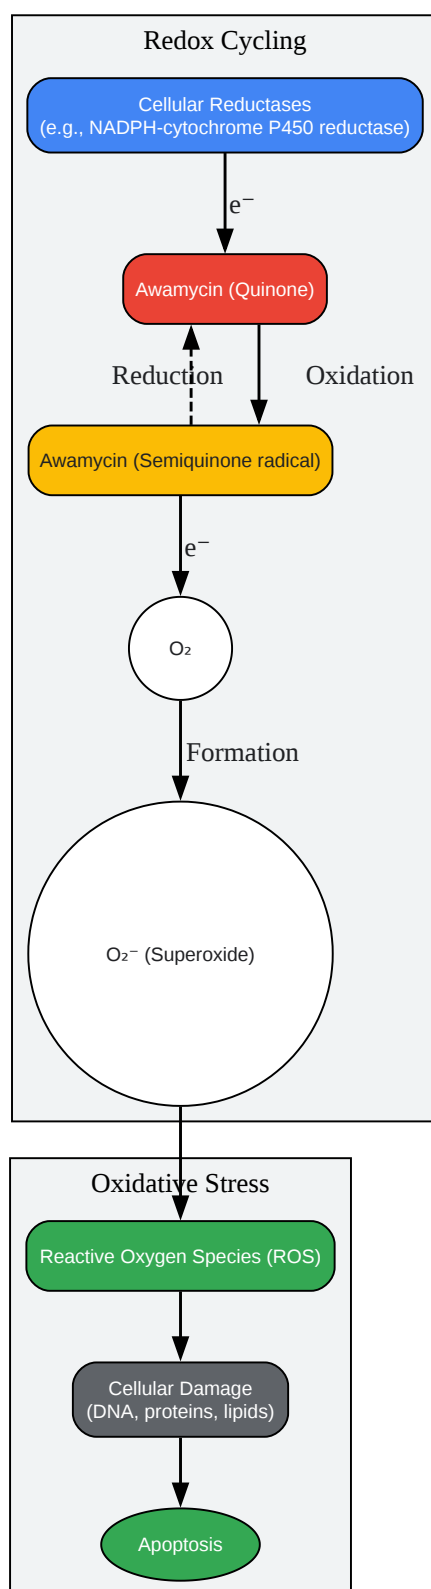 Redox Cycling
Cellular Reductases
(e.g., NADPH-cytochrome P450 reductase)
e⁻
Awamycin (Quinone)
Reduction
Oxidation
Awamycin (Semiquinone radical)
e⁻
O₂
Formation
O₂⁻ (Superoxide)
Oxidative Stress
Reactive Oxygen Species (ROS)
Cellular Damage
(DNA, proteins, lipids)
Apoptosis